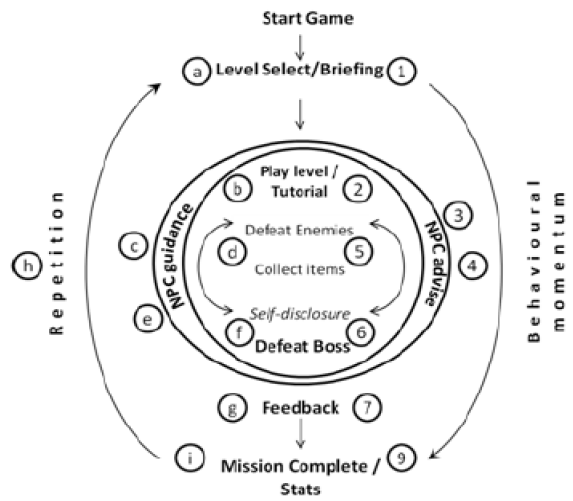 Start Game
a Level Select/Briefing 1
b Play level / 2
Tutorial
NPC guidance
NPC advise
3
c
d Defeat Enemies 5
4
Collect items
h
Repetition
Behavioural
momentum
e
Self-disclosure
f Defeat Boss 6
g Feedback 7
i Mission Complete / 9
Stats